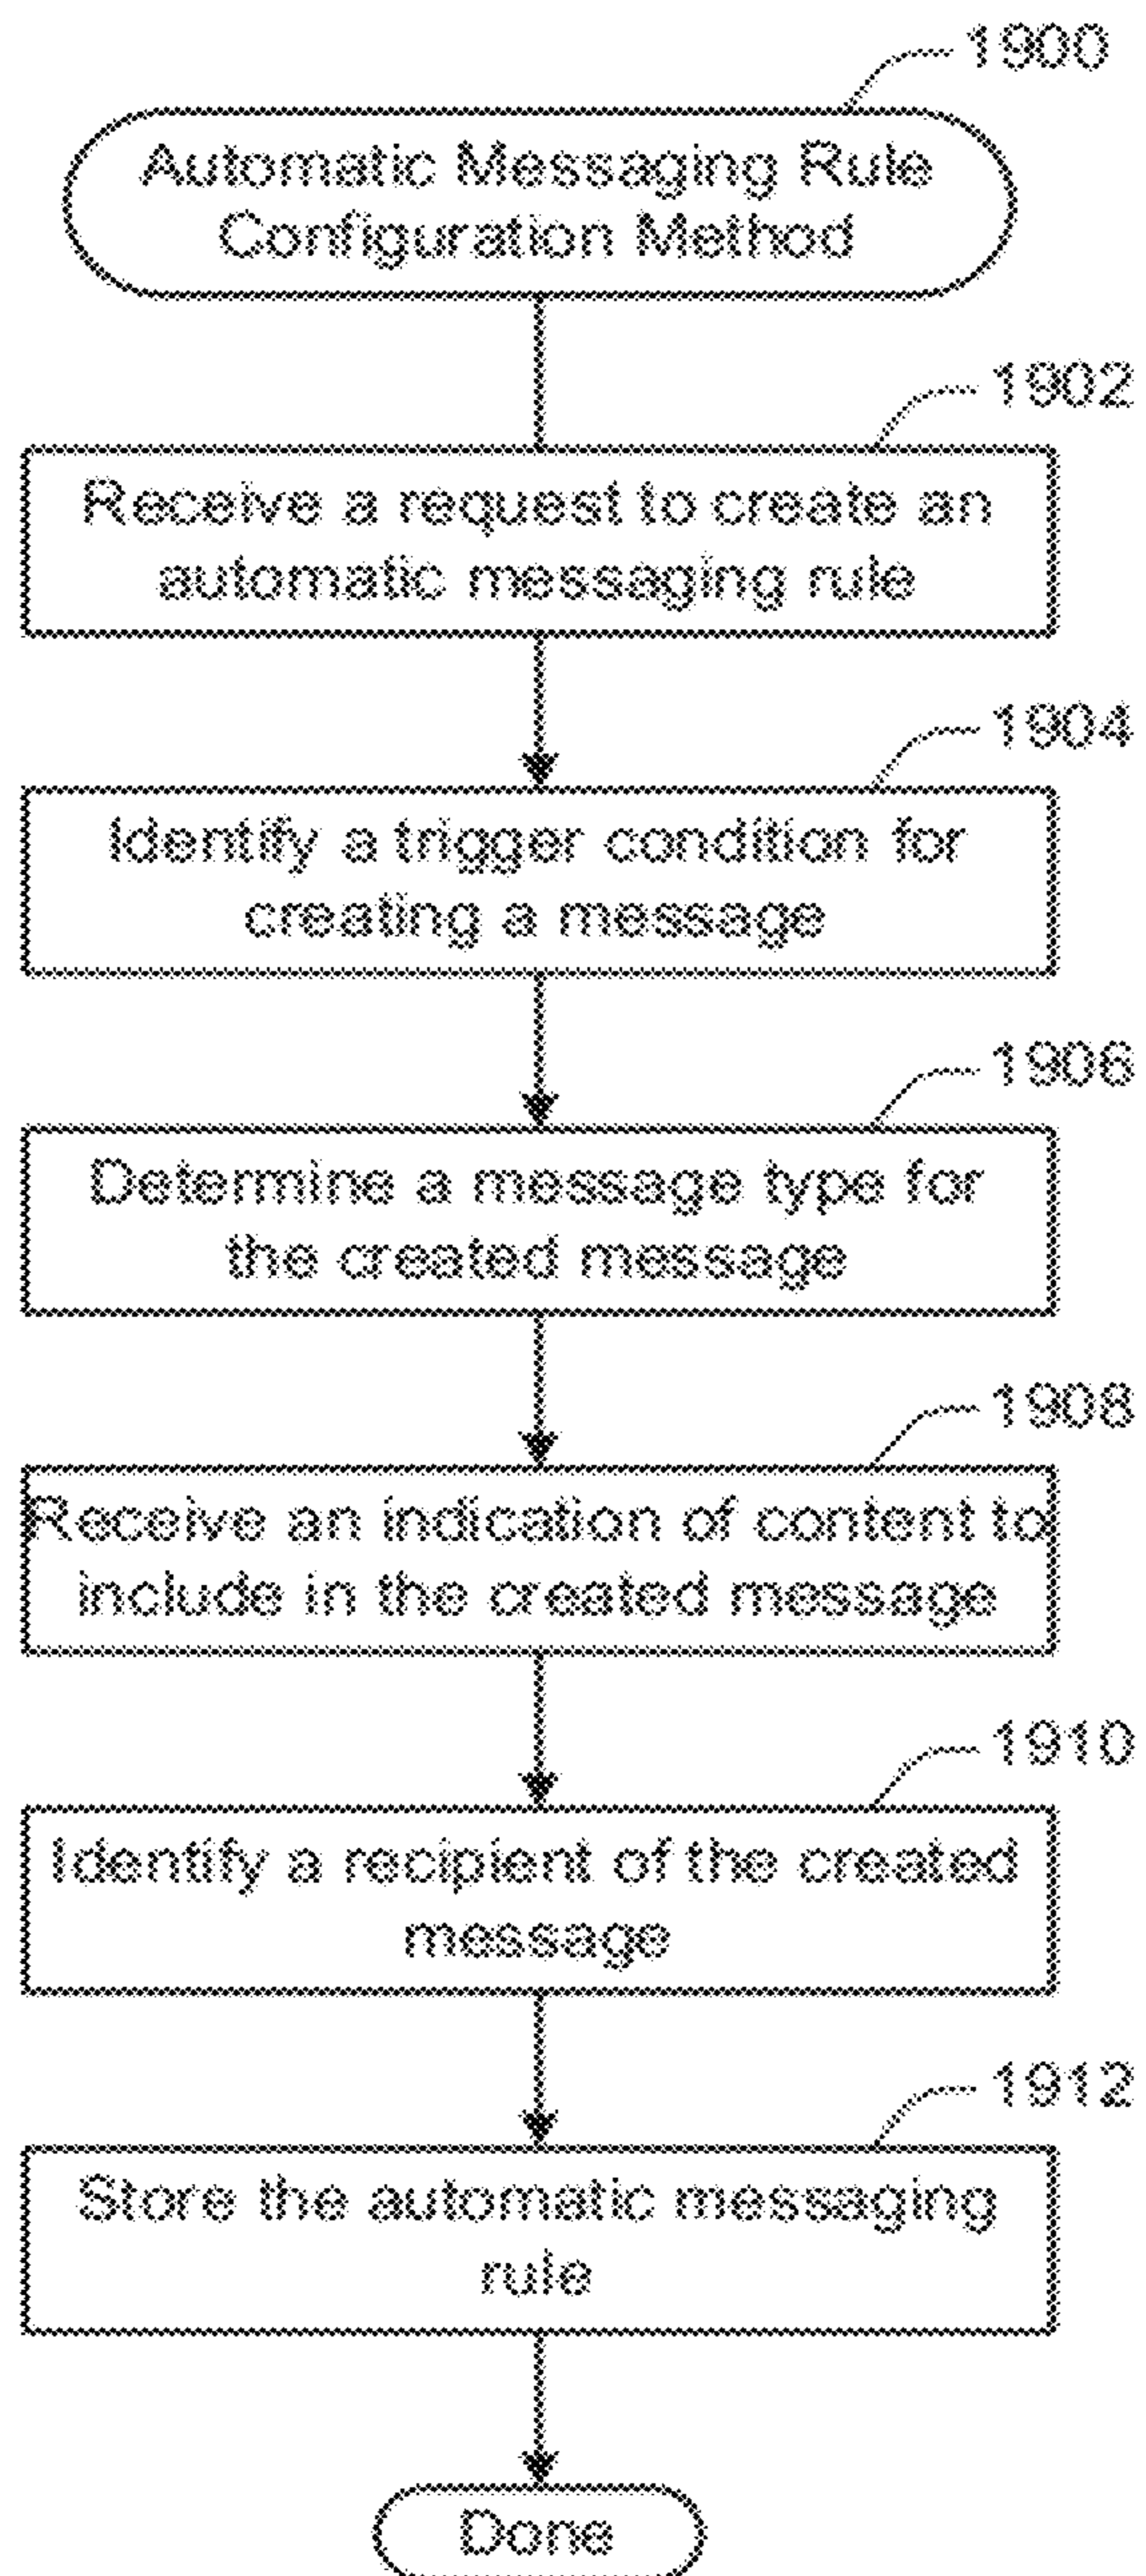 1900
Automatic Messaging Rule
Configuration Method
1902
Receive a request to create an
automatic messaging rule
1904
Identify a trigger condition for
creating a message
1906
Determine a message type for
the created message
1908
Receive an indication of content to
include in the created message
1910
Identify a recipient of the created
message
1912
Store the automatic messaging
rule
Done